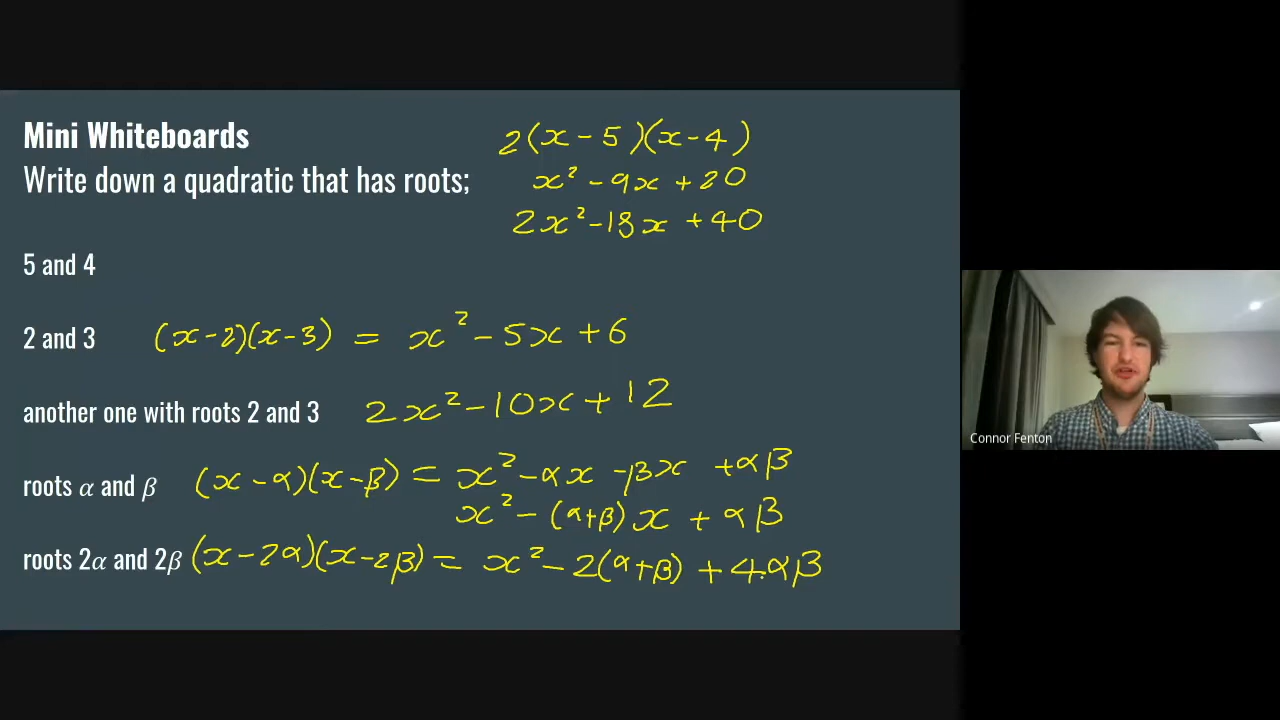 Mini Whiteboards
2(x-5)(x-4)
Write down a quadratic that has roots;
x²-9x+20
2x²-18x+40
5 and 4
2 and 3 (x-2)(x-3) = x²-5x+6
another one with roots 2 and 3 2x²-10x+12
roots α and β (x-α)(x-β) = x²-αx-βx+αβ
x²-(α+β)x+αβ
roots 2α and 2β (x-2α)(x-2β) = x²-2(α+β)+4αβ
Connor Fenton